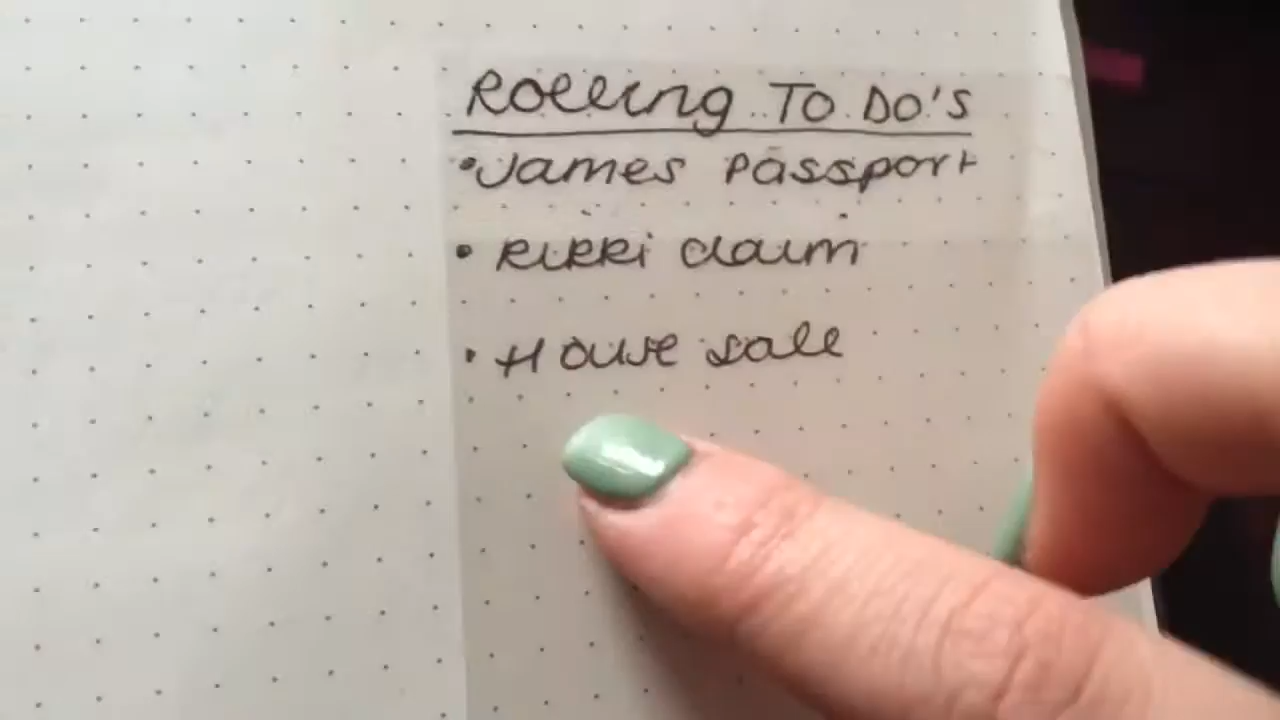 Rolling To Do's
• James Passport
• Rikki claim
• House sale